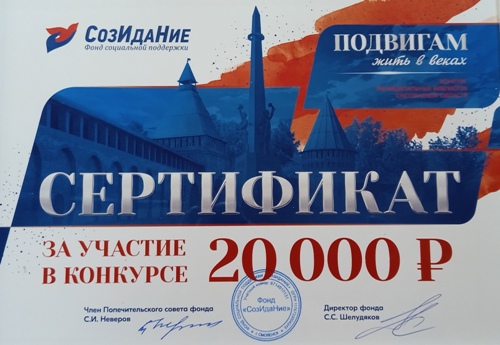 СозИдаНие
Фонд социальной поддержки
ПОДВИГАМ
жить в веках
СЕРТИФИКАТ
ЗА УЧАСТИЕ
В КОНКУРСЕ
20 000 ₽
Член Попечительского совета фонда
С.И. Неверов
Фонд
«СозИдаНие»
Директор фонда
С.С. Шелудяков